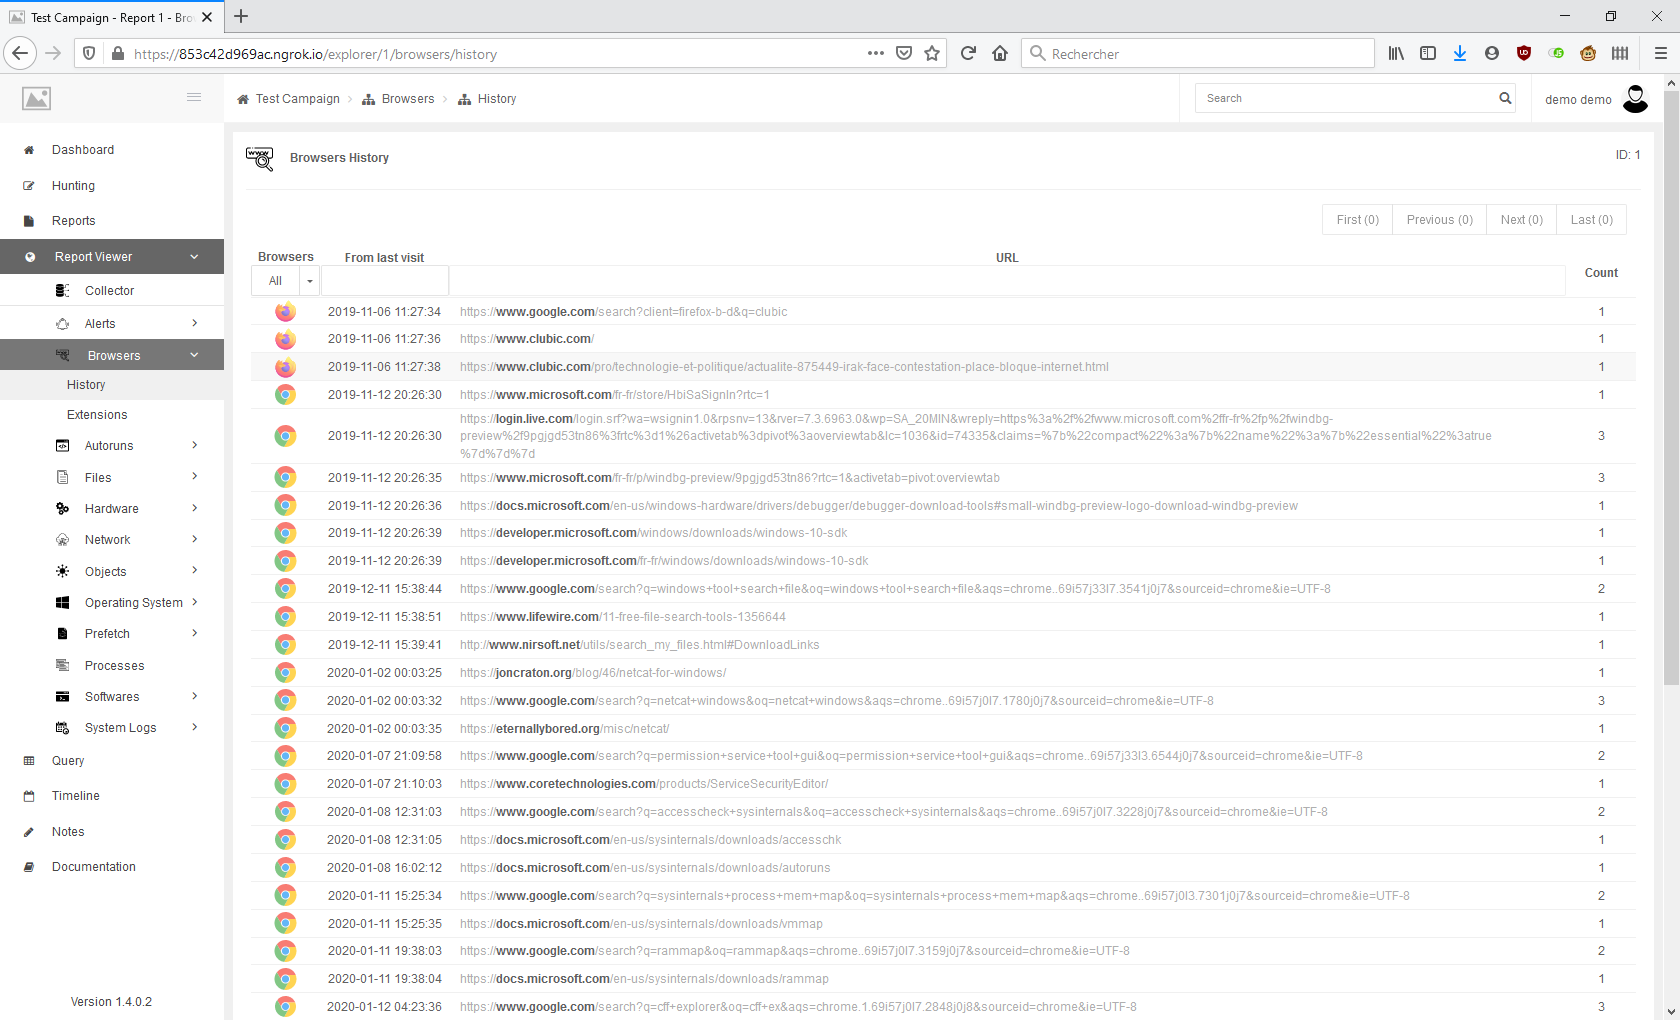 Test Campaign - Report 1 - Bro
https://853c42d969ac.ngrok.io/explorer/1/browsers/history
Rechercher
Test Campaign
Browsers
History
Search
demo demo
Dashboard
Hunting
Reports
Report Viewer
Collector
Alerts
Browsers
History
Extensions
Autoruns
Files
Hardware
Network
Objects
Operating System
Prefetch
Processes
Softwares
System Logs
Query
Timeline
Notes
Documentation
Version 1.4.0.2
Browsers History
ID: 1
First (0) Previous (0) Next (0) Last (0)
Browsers From last visit URL Count
All
2019-11-06 11:27:34 https://www.google.com/search?client=firefox-b-d&q=clubic 1
2019-11-06 11:27:36 https://www.clubic.com/ 1
2019-11-06 11:27:38 https://www.clubic.com/pro/technologie-et-politique/actualite-875449-irak-face-contestation-place-bloque-internet.html 1
2019-11-12 20:26:30 https://www.microsoft.com/fr-fr/store/HbiSaSignIn?rtc=1 1
https://login.live.com/login.srf?wa=wsignin1.0&rpsnv=13&rver=7.3.6963.0&wp=SA_20MIN&wreply=https%3a%2f%2fwww.microsoft.com%2ffr-fr%2fp%2fwindbg-
2019-11-12 20:26:30 preview%2f9pgjgd53tn86%3frtc%3d1%26activetab%3dpivot%3aoverviewtab&lc=1036&id=74335&claims=%7b%22compact%22%3a%7b%22name%22%3a%7b%22essential%22%3atrue 3
%7d%7d%7d
2019-11-12 20:26:35 https://www.microsoft.com/fr-fr/p/windbg-preview/9pgjgd53tn86?rtc=1&activetab=pivot:overviewtab 3
2019-11-12 20:26:36 https://docs.microsoft.com/en-us/windows-hardware/drivers/debugger/debugger-download-tools#small-windbg-preview-logo-download-windbg-preview 1
2019-11-12 20:26:39 https://developer.microsoft.com/windows/downloads/windows-10-sdk 1
2019-11-12 20:26:39 https://developer.microsoft.com/fr-fr/windows/downloads/windows-10-sdk 1
2019-12-11 15:38:44 https://www.google.com/search?q=windows+tool+search+file&oq=windows+tool+search+file&aqs=chrome..69i57j33l7.3541j0j7&sourceid=chrome&ie=UTF-8 2
2019-12-11 15:38:51 https://www.lifewire.com/11-free-file-search-tools-1356644 1
2019-12-11 15:39:41 http://www.nirsoft.net/utils/search_my_files.html#DownloadLinks 1
2020-01-02 00:03:25 https://joncraton.org/blog/46/netcat-for-windows/ 1
2020-01-02 00:03:32 https://www.google.com/search?q=netcat+windows&oq=netcat+windows&aqs=chrome..69i57j0l7.1780j0j7&sourceid=chrome&ie=UTF-8 3
2020-01-02 00:03:35 https://eternallybored.org/misc/netcat/ 1
2020-01-07 21:09:58 https://www.google.com/search?q=permission+service+tool+gui&oq=permission+service+tool+gui&aqs=chrome..69i57j33l3.6544j0j7&sourceid=chrome&ie=UTF-8 2
2020-01-07 21:10:03 https://www.coretechnologies.com/products/ServiceSecurityEditor/ 1
2020-01-08 12:31:03 https://www.google.com/search?q=accesscheck+sysinternals&oq=accesscheck+sysinternals&aqs=chrome..69i57j0l7.3228j0j7&sourceid=chrome&ie=UTF-8 2
2020-01-08 12:31:05 https://docs.microsoft.com/en-us/sysinternals/downloads/accesschk 1
2020-01-08 16:02:12 https://docs.microsoft.com/en-us/sysinternals/downloads/autoruns 1
2020-01-11 15:25:34 https://www.google.com/search?q=sysinternals+process+mem+map&oq=sysinternals+process+mem+map&aqs=chrome..69i57j0l3.7301j0j7&sourceid=chrome&ie=UTF-8 2
2020-01-11 15:25:35 https://docs.microsoft.com/en-us/sysinternals/downloads/vmmap 1
2020-01-11 19:38:03 https://www.google.com/search?q=rammap&oq=rammap&aqs=chrome..69i57j0l7.3159j0j7&sourceid=chrome&ie=UTF-8 2
2020-01-11 19:38:04 https://docs.microsoft.com/en-us/sysinternals/downloads/rammap 1
2020-01-12 04:23:36 https://www.google.com/search?q=cff+explorer&oq=cff+ex&aqs=chrome.1.69i57j0l7.2848j0j8&sourceid=chrome&ie=UTF-8 3